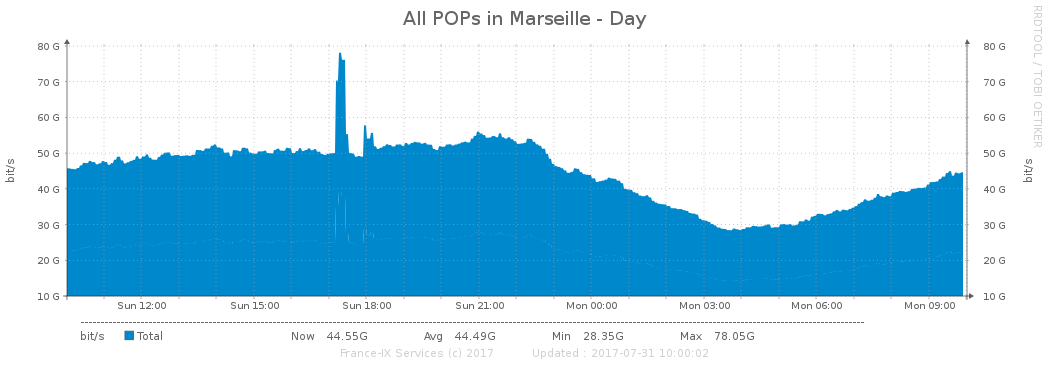 All POPs in Marseille - Day
RRDTOOL / TOBI OETIKER
bit/s
80 G 80 G
70 G 70 G
60 G 60 G
50 G 50 G
40 G 40 G
30 G 30 G
20 G 20 G
10 G 10 G
bit/s
Sun 12:00 Sun 15:00 Sun 18:00 Sun 21:00 Mon 00:00 Mon 03:00 Mon 06:00 Mon 09:00
bit/s Total Now 44.55G Avg 44.49G Min 28.35G Max 78.05G
France-IX Services (c) 2017 Updated : 2017-07-31 10:00:02